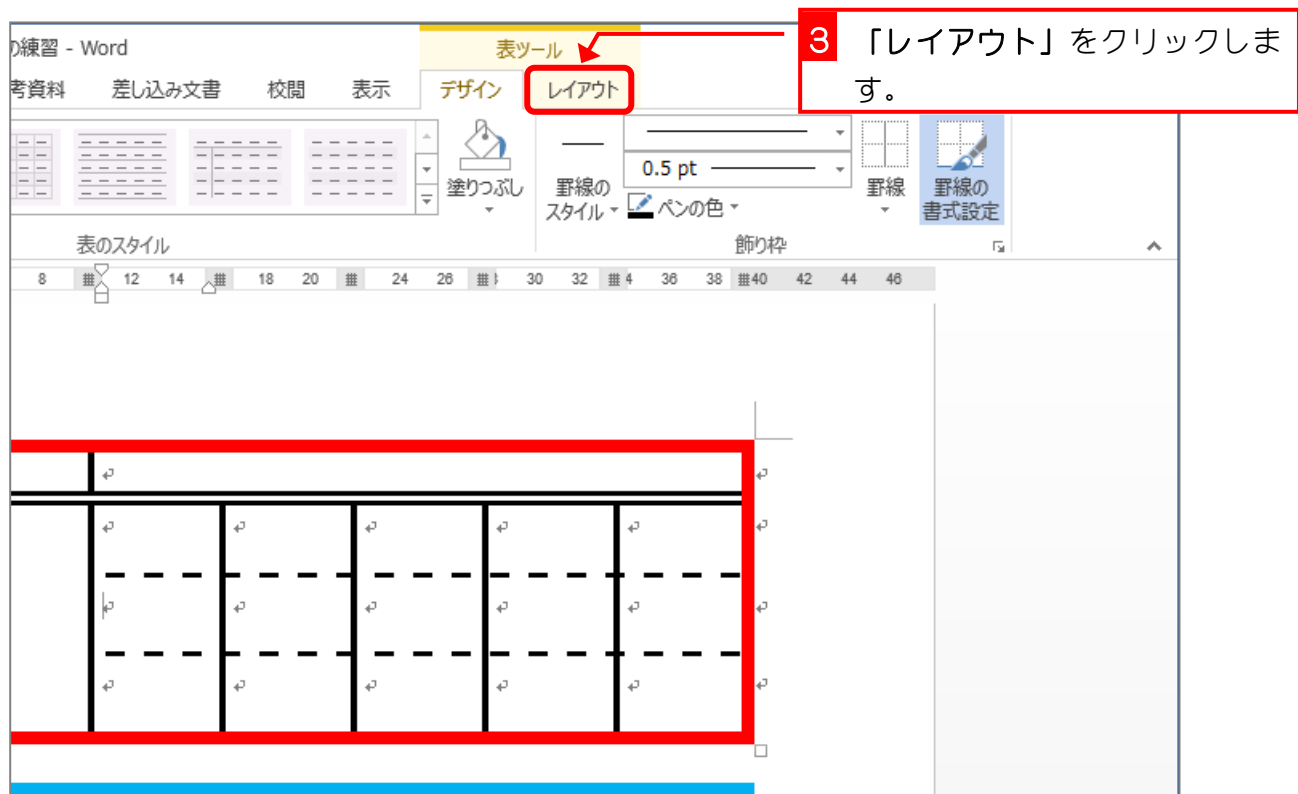 3 「レイアウト」をクリックしま
す。
の練習 - Word
表ツール
考資料 差し込み文書 校閲 表示 デザイン レイアウト
塗りつぶし
罫線の
スタイル
0.5 pt
ペンの色
罫線
罫線の
書式設定
表のスタイル 飾り枠
8 12 14 18 20 24 26 30 32 4 36 38 40 42 44 46